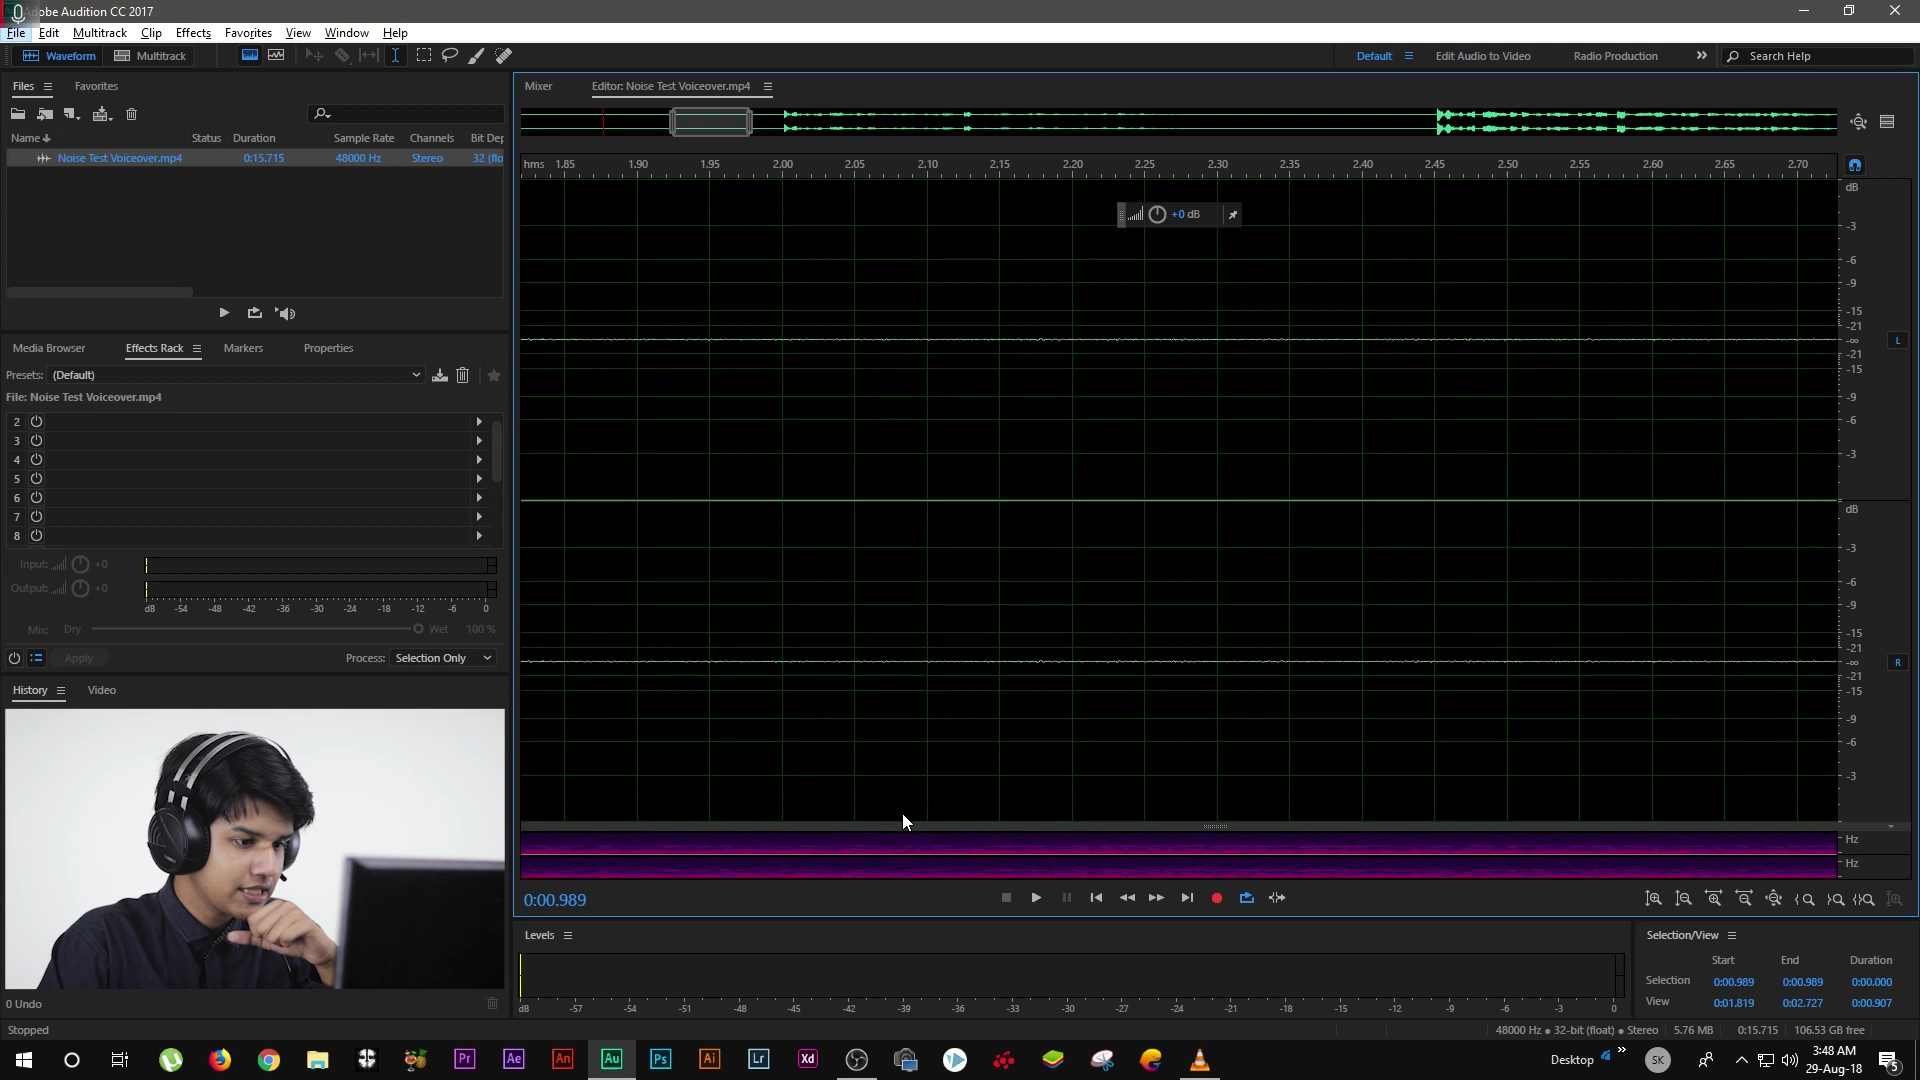 Adobe Audition CC 2017
File Edit Multitrack Clip Effects Favorites View Window Help
Waveform Multitrack Default Edit Audio to Video Radio Production Search Help
Files Favorites
Name Status Duration Sample Rate Channels Bit Dep
Noise Test Voiceover.mp4 0:15.715 48000 Hz Stereo 32 (flo
Media Browser Effects Rack Markers Properties
Presets: (Default)
File: Noise Test Voiceover.mp4
2
3
4
5
6
7
8
Input: +0
Output: +0
dB -54 -48 -42 -36 -30 -24 -18 -12 -6 0
Mix: Dry Wet 100 %
Apply Process: Selection Only
History Video
0 Undo
Stopped
Mixer Editor: Noise Test Voiceover.mp4
hms 1.85 1.90 1.95 2.00 2.05 2.10 2.15 2.20 2.25 2.30 2.35 2.40 2.45 2.50 2.55 2.60 2.65 2.70
+0 dB
dB
-3
-6
-9
-15
-21
-∞ L
-21
-15
-9
-6
-3
dB
-3
-6
-9
-15
-21
-∞ R
-21
-15
-9
-6
-3
Hz
Hz
0:00.989
Levels
dB -57 -54 -51 -48 -45 -42 -39 -36 -33 -30 -27 -24 -21 -18 -15 -12 -9 -6 -3 0
Selection/View
Start End Duration
Selection 0:00.989 0:00.989 0:00.000
View 0:01.819 0:02.727 0:00.907
48000 Hz • 32-bit (float) • Stereo 5.76 MB 0:15.715 106.53 GB free
Pr Ae An Au Ps Ai Lr Xd Desktop SK 3:48 AM
29-Aug-18 5